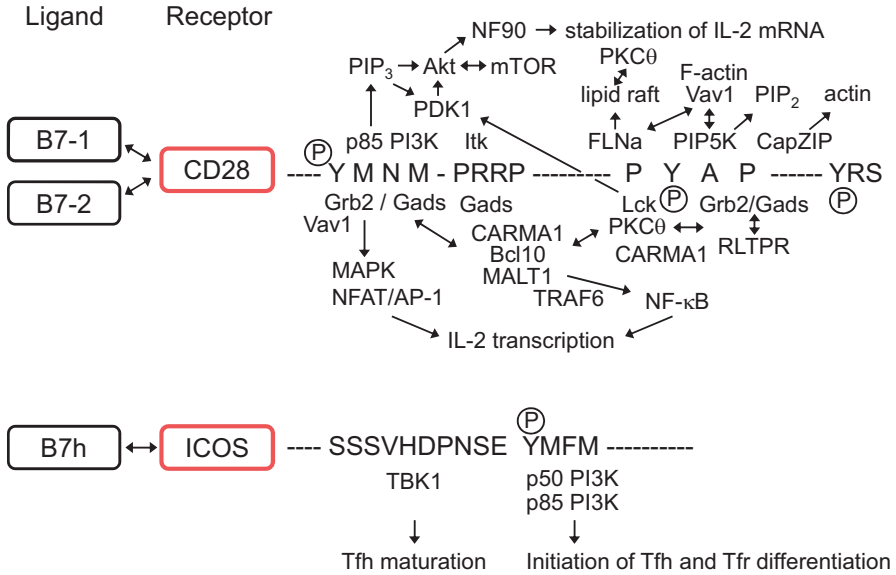 Ligand Receptor
NF90 → stabilization of IL-2 mRNA
PKCθ
PIP3 Akt mTOR
F-actin
lipid raft Vav1 PIP2 actin
PDK1
B7-1
p85 PI3K Itk FLNa PIP5K CapZIP
CD28 ---- P Y M N M - PRRP --------- P Y A P ------- YRS
B7-2
Lck P Grb2/Gads P
Grb2 / Gads Gads
Vav1 CARMA1 PKCθ
Bcl10 CARMA1 RLTPR
MAPK MALT1
NFAT/AP-1 TRAF6 NF-κB
IL-2 transcription
P
B7h ICOS ---- SSSVHDPNSE YMFM ----------
TBK1 p50 PI3K
p85 PI3K
Tfh maturation Initiation of Tfh and Tfr differentiation